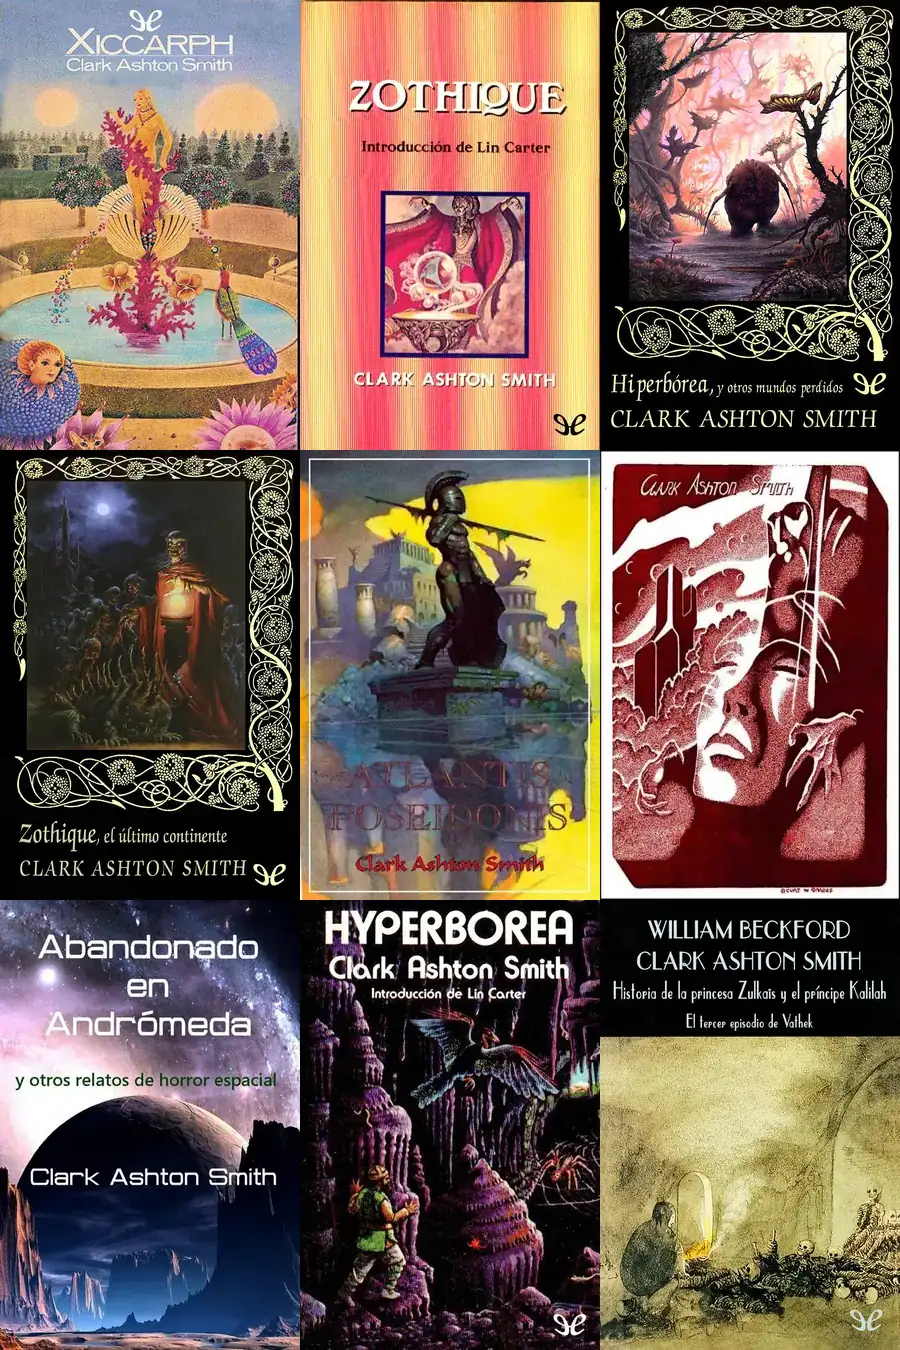 XICCARPH
Clark Ashton Smith
ZOTHIQUE
Introducción de Lin Carter
CLARK ASHTON SMITH
Hiperbórea, y otros mundos perdidos
CLARK ASHTON SMITH
Zothique, el último continente
CLARK ASHTON SMITH
ATLANTIS
POSEIDONIS
Clark Ashton Smith
CLARK ASHTON SMITH
Abandonado
en
Andrómeda
y otros relatos de horror espacial
Clark Ashton Smith
HYPERBOREA
Clark Ashton Smith
Introducción de Lin Carter
WILLIAM BECKFORD
CLARK ASHTON SMITH
Historia de la princesa Zulkaïs y el príncipe Kalilah
El tercer episodio de Vathek